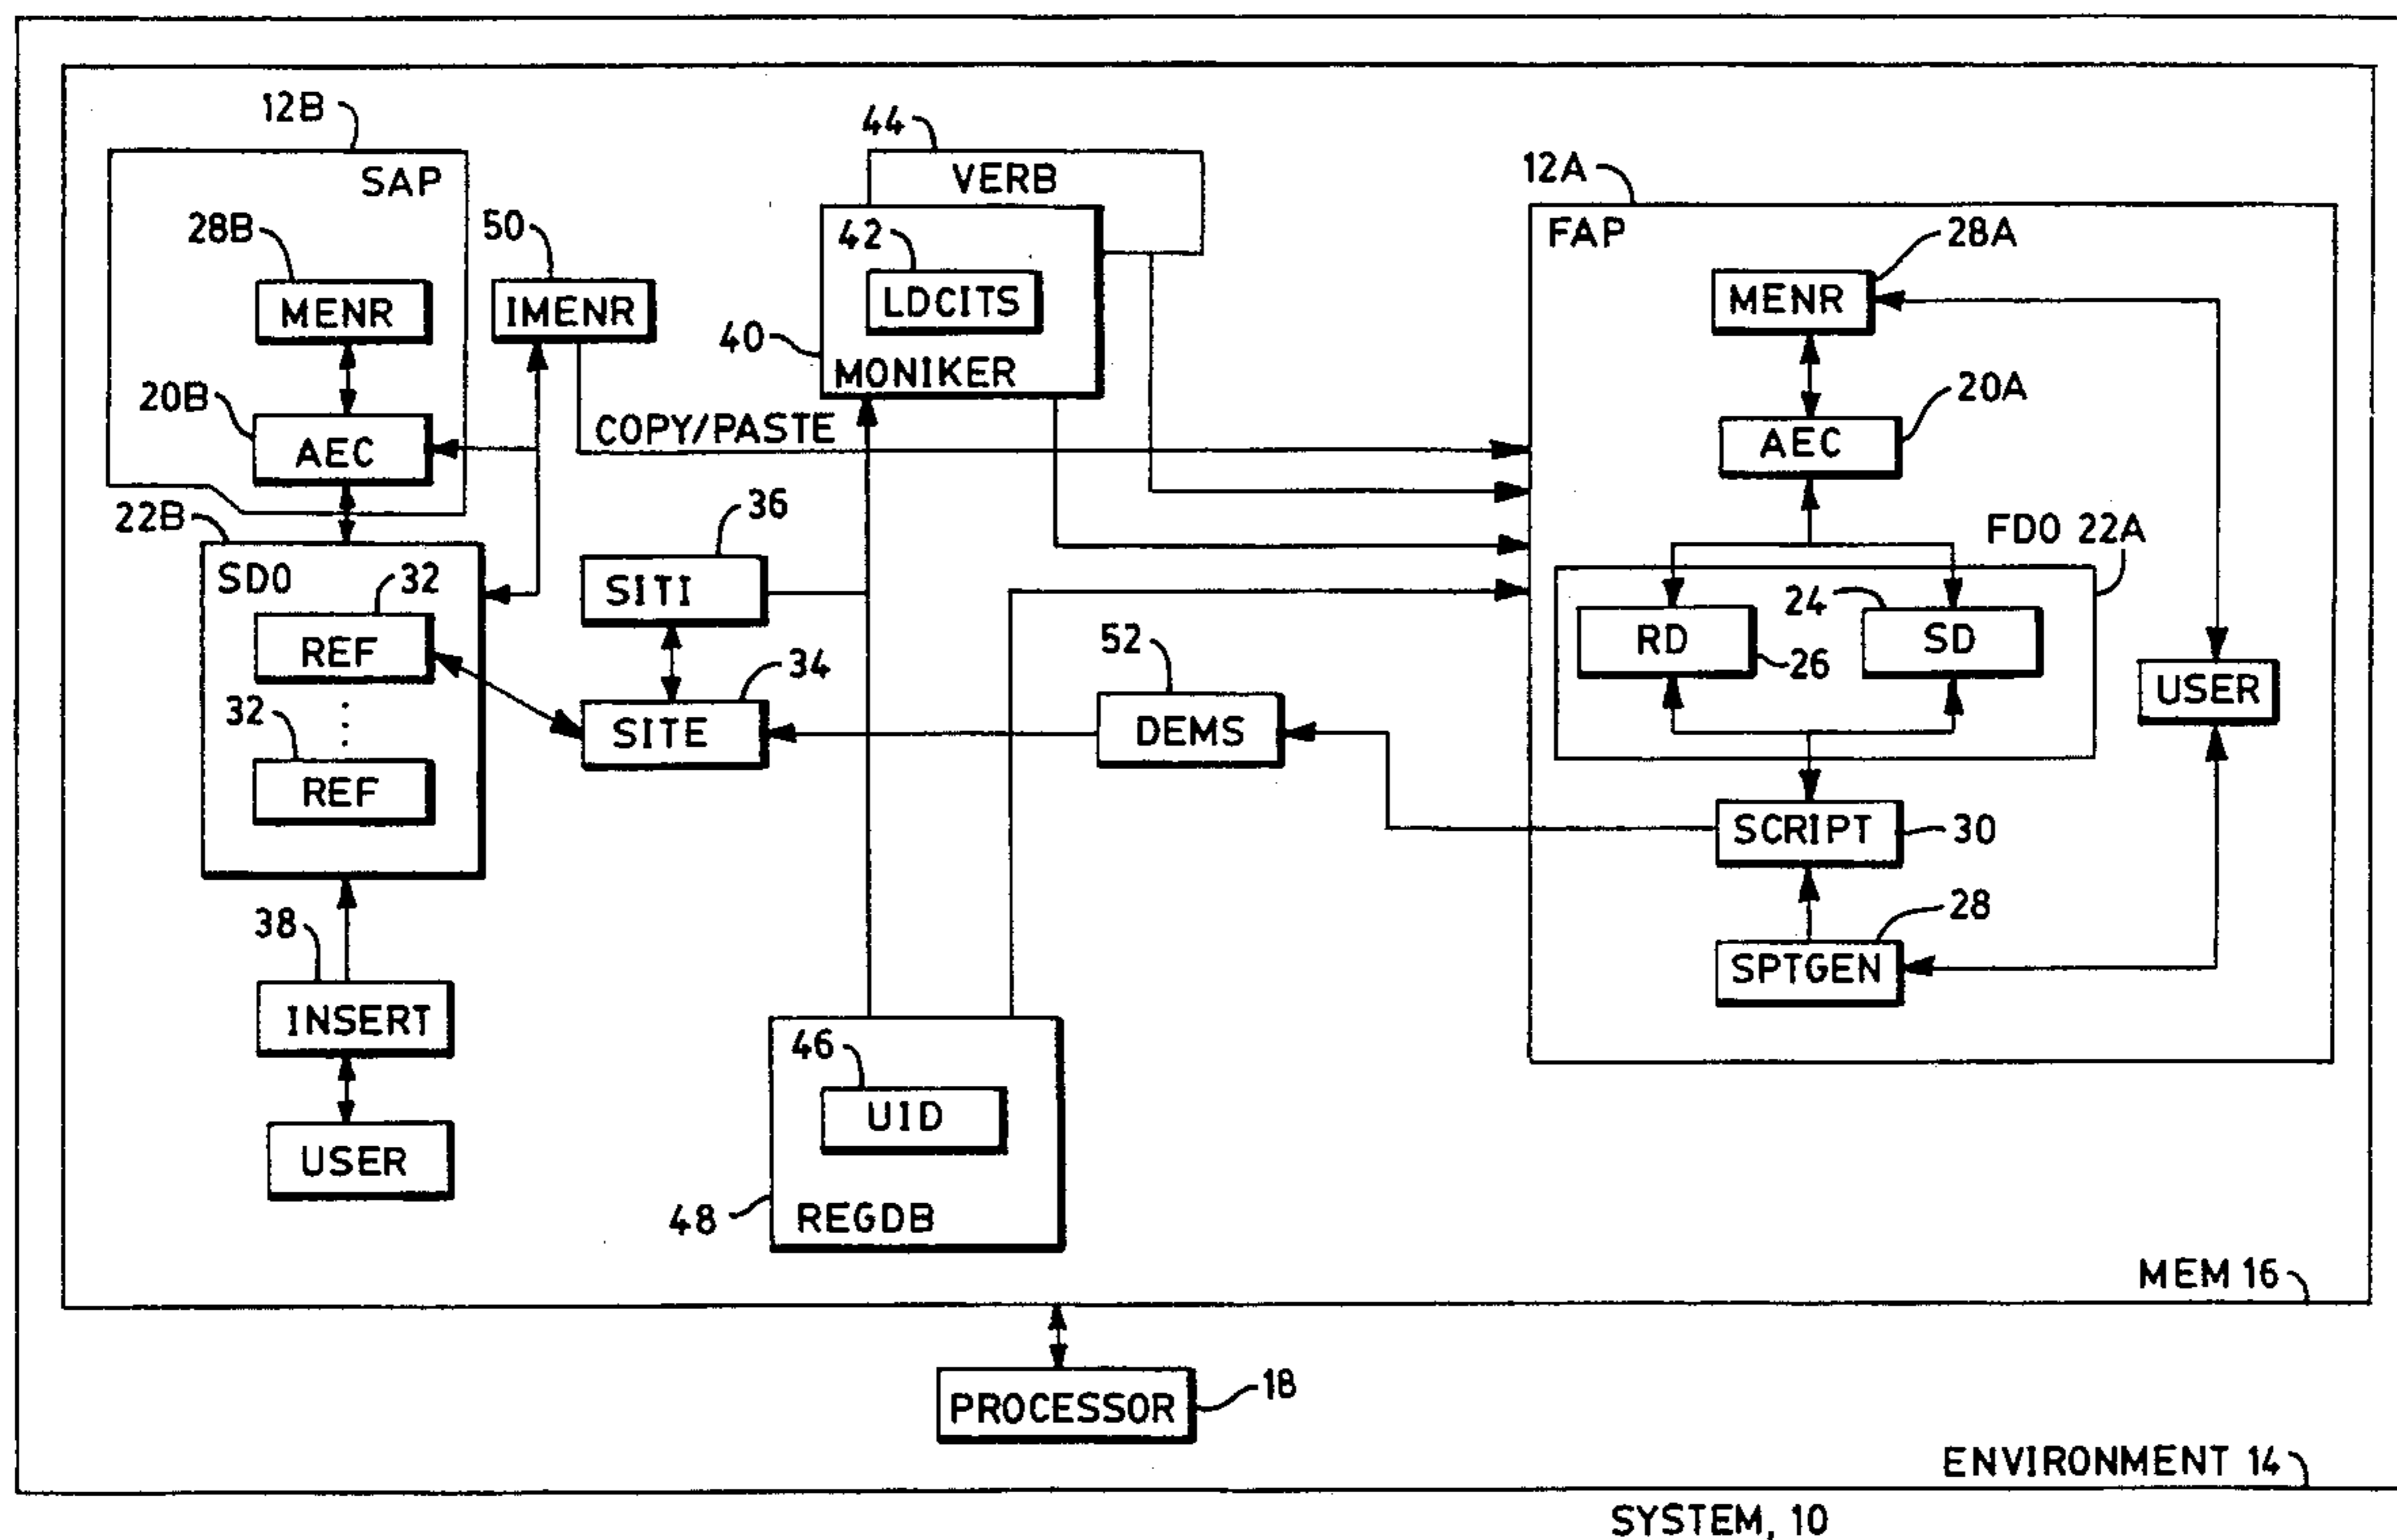 12B
SAP
28B
MENR
20B
AEC
50
IMENR
44
VERB
42
LDCITS
40
MONIKER
COPY/PASTE
12A
FAP
28A
MENR
20A
AEC
FDO 22A
RD
26
24
SD
USER
SCRIPT
30
28
SPTGEN
22B
SDO
32
REF
32
REF
36
SITI
34
SITE
52
DEMS
38
INSERT
USER
46
UID
48
REGDB
MEM 16
PROCESSOR
18
ENVIRONMENT 14
SYSTEM, 10